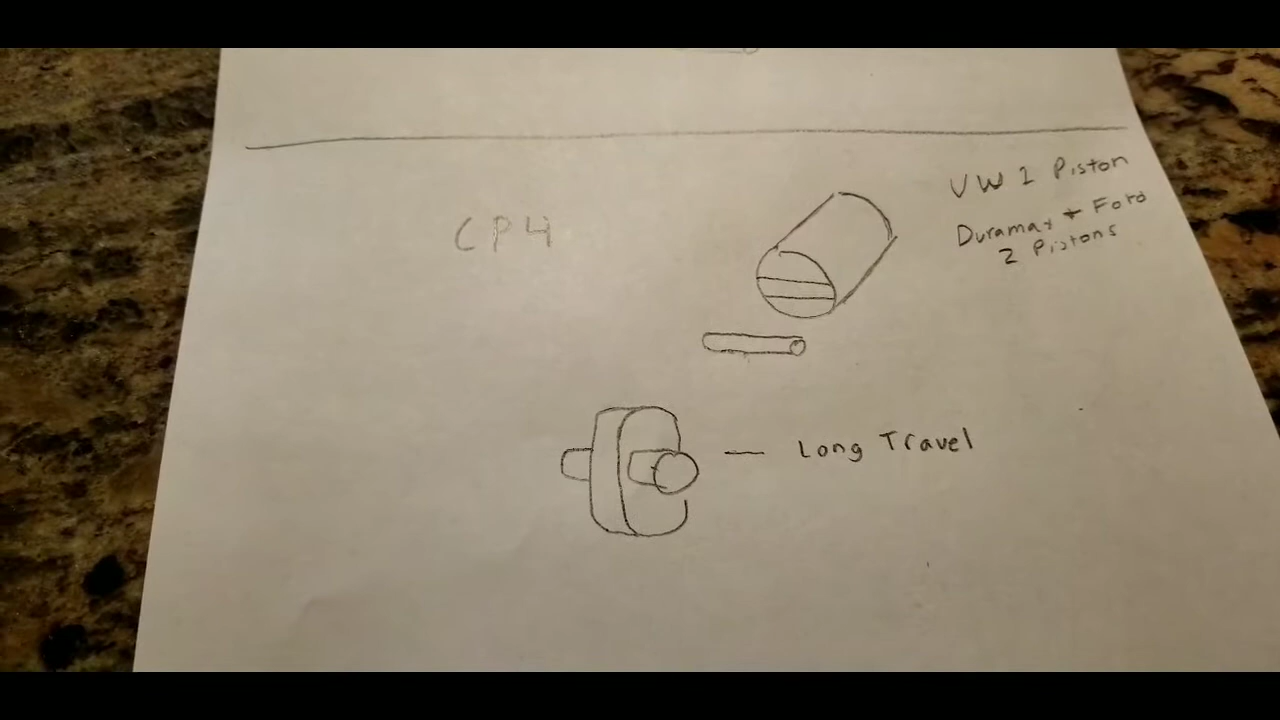 CP4
VW 1 Piston
Duramax + Ford
2 Pistons
— Long Travel